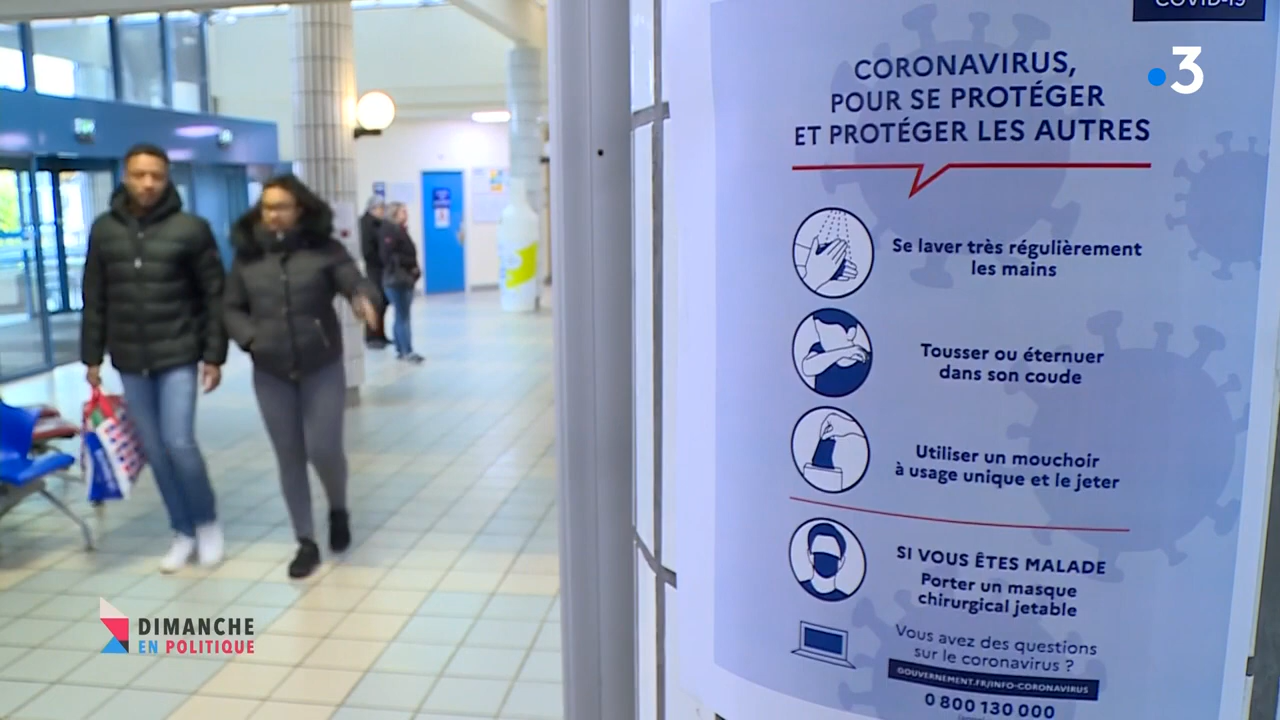 COVID-19
3
CORONAVIRUS,
POUR SE PROTÉGER
ET PROTÉGER LES AUTRES
Se laver très régulièrement
les mains
Tousser ou éternuer
dans son coude
Utiliser un mouchoir
à usage unique et le jeter
SI VOUS ÊTES MALADE
Porter un masque
chirurgical jetable
Vous avez des questions
sur le coronavirus ?
GOUVERNEMENT.FR/INFO-CORONAVIRUS
0 800 130 000
DIMANCHE
EN POLITIQUE